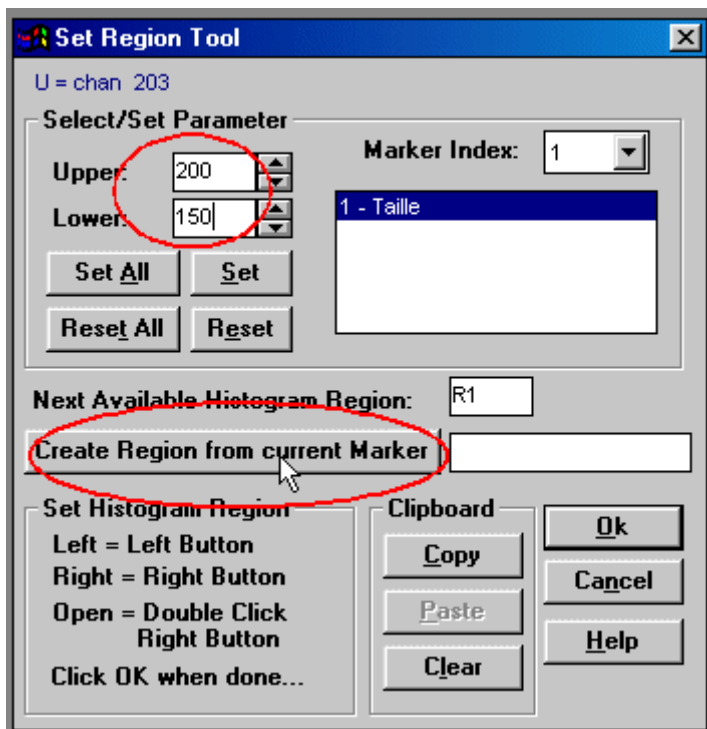 Set Region Tool
U = chan 203
Select/Set Parameter
Upper: 200
Lower: 150
Marker Index: 1
1 - Taille
Set All Set
Reset All Reset
Next Available Histogram Region: R1
Create Region from current Marker
Set Histogram Region
Left = Left Button
Right = Right Button
Open = Double Click
Right Button
Click OK when done...
Clipboard
Copy
Paste
Clear
Ok
Cancel
Help